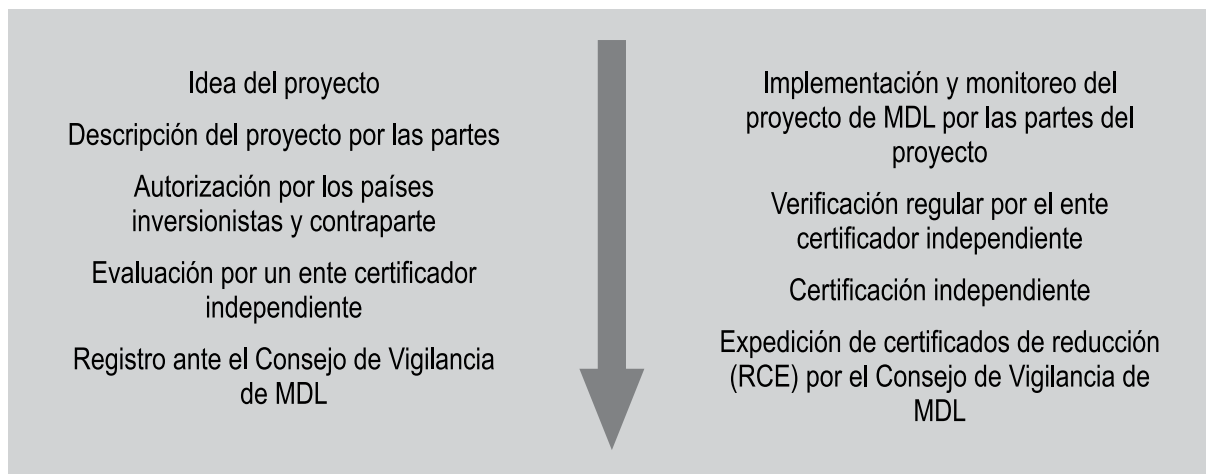 Idea del proyecto
Descripción del proyecto por las partes
Autorización por los países
inversionistas y contraparte
Evaluación por un ente certificador
independiente
Registro ante el Consejo de Vigilancia
de MDL
Implementación y monitoreo del
proyecto de MDL por las partes del
proyecto
Verificación regular por el ente
certificador independiente
Certificación independiente
Expedición de certificados de reducción
(RCE) por el Consejo de Vigilancia de
MDL